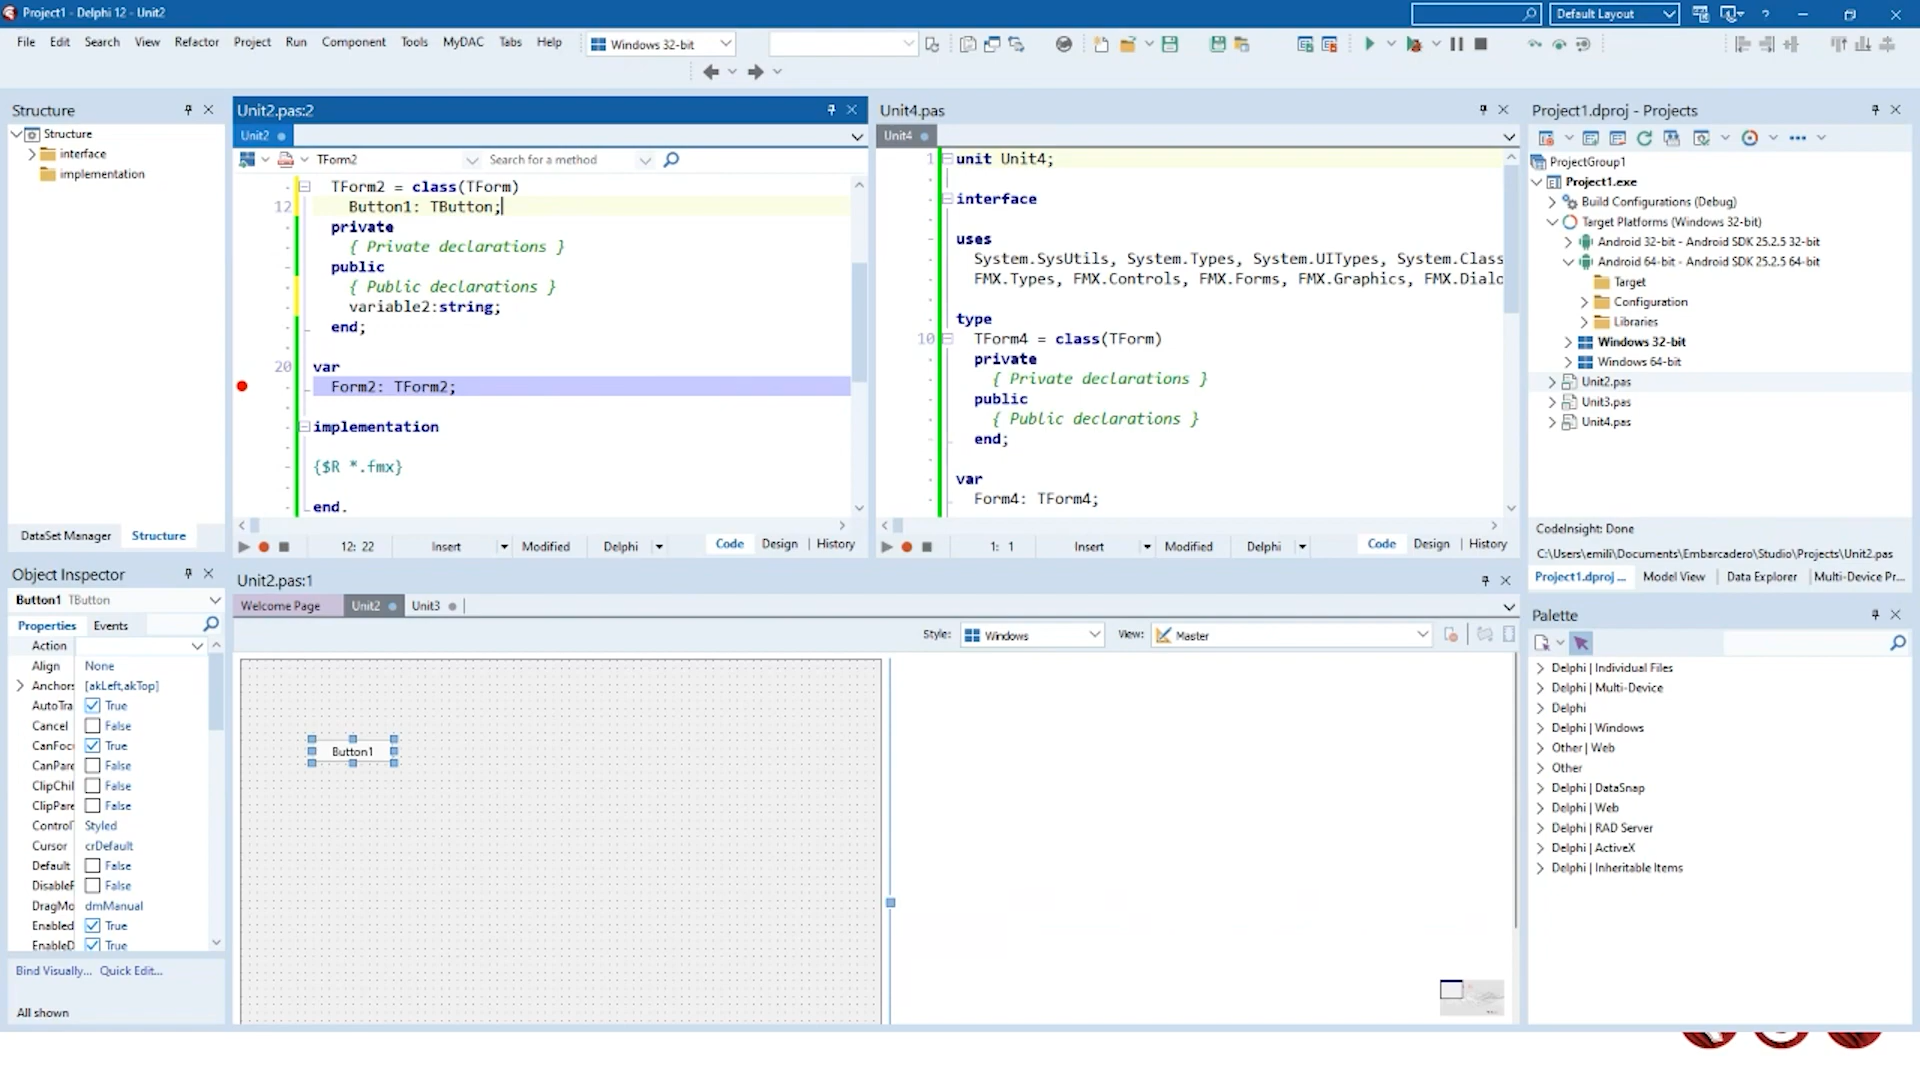 Project1 - Delphi 12 - Unit2
Default Layout
?
File Edit Search View Refactor Project Run Component Tools MyDAC Tabs Help
Windows 32-bit
Structure
Structure
interface
implementation
DataSet Manager Structure
Unit2.pas:2
Unit2
TForm2 Search for a method
TForm2 = class(TForm)
12 Button1: TButton;
private
{ Private declarations }
public
{ Public declarations }
variable2:string;
end;
20 var
Form2: TForm2;
implementation
{$R *.fmx}
end.
12: 22 Insert Modified Delphi Code Design History
Unit4.pas
Unit4
1 unit Unit4;
interface
uses
System.SysUtils, System.Types, System.UITypes, System.Class
FMX.Types, FMX.Controls, FMX.Forms, FMX.Graphics, FMX.Dialo
type
10 TForm4 = class(TForm)
private
{ Private declarations }
public
{ Public declarations }
end;
var
Form4: TForm4;
1: 1 Insert Modified Delphi Code Design History
Project1.dproj - Projects
ProjectGroup1
Project1.exe
Build Configurations (Debug)
Target Platforms (Windows 32-bit)
Android 32-bit - Android SDK 25.2.5 32-bit
Android 64-bit - Android SDK 25.2.5 64-bit
Target
Configuration
Libraries
Windows 32-bit
Windows 64-bit
Unit2.pas
Unit3.pas
Unit4.pas
CodeInsight: Done
C:\Users\emili\Documents\Embarcadero\Studio\Projects\Unit2.pas
Project1.dproj ... Model View Data Explorer Multi-Device Pr...
Object Inspector
Button1 TButton
Properties Events
Action
Align None
Anchors [akLeft,akTop]
AutoTra True
Cancel False
CanFoc True
CanPare False
ClipChil False
ClipPare False
Control Styled
Cursor crDefault
Default False
DisableF False
DragMo dmManual
Enabled True
EnableD True
Bind Visually... Quick Edit...
All shown
Unit2.pas:1
Welcome Page Unit2 Unit3
Style: Windows View: Master
Button1
Palette
Delphi | Individual Files
Delphi | Multi-Device
Delphi
Delphi | Windows
Other | Web
Other
Delphi | DataSnap
Delphi | Web
Delphi | RAD Server
Delphi | ActiveX
Delphi | Inheritable Items